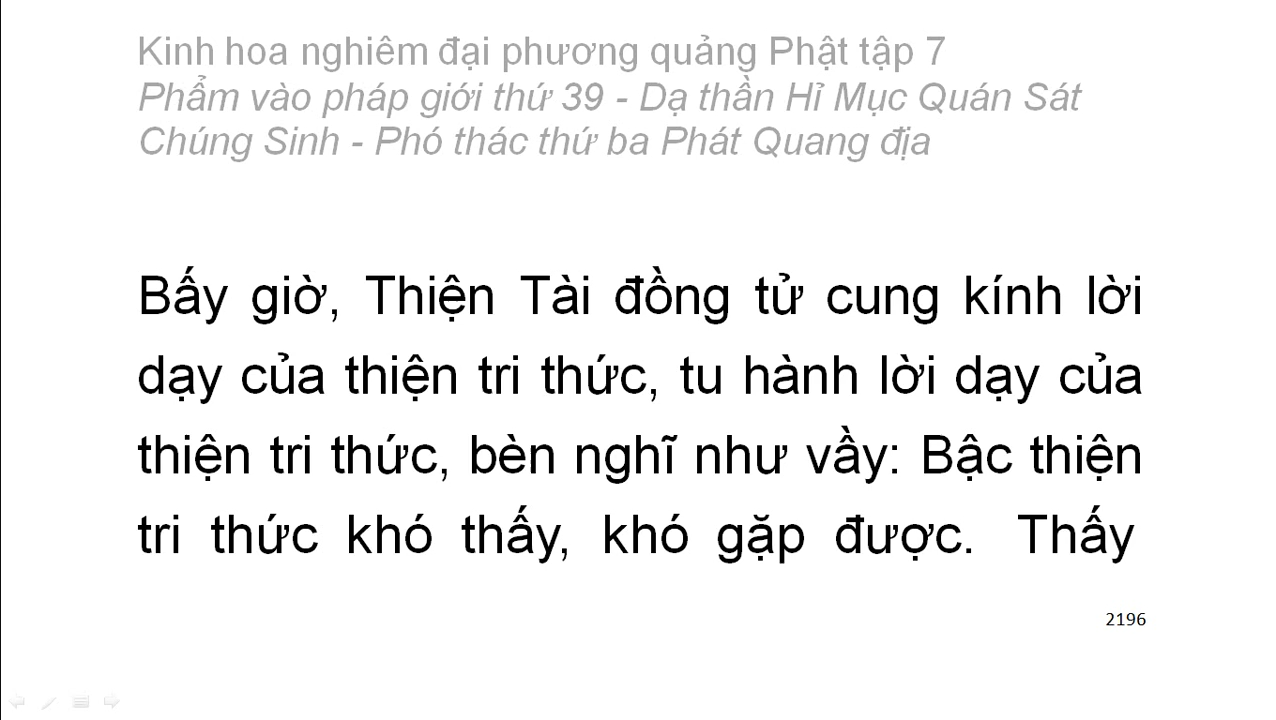 Kinh hoa nghiêm đại phương quảng Phật tập 7
Phẩm vào pháp giới thứ 39 - Dạ thần Hỉ Mục Quán Sát
Chúng Sinh - Phó thác thứ ba Phát Quang địa
Bấy giờ, Thiện Tài đồng tử cung kính lời
dạy của thiện tri thức, tu hành lời dạy của
thiện tri thức, bèn nghĩ như vầy: Bậc thiện
tri thức khó thấy, khó gặp được. Thấy
2196